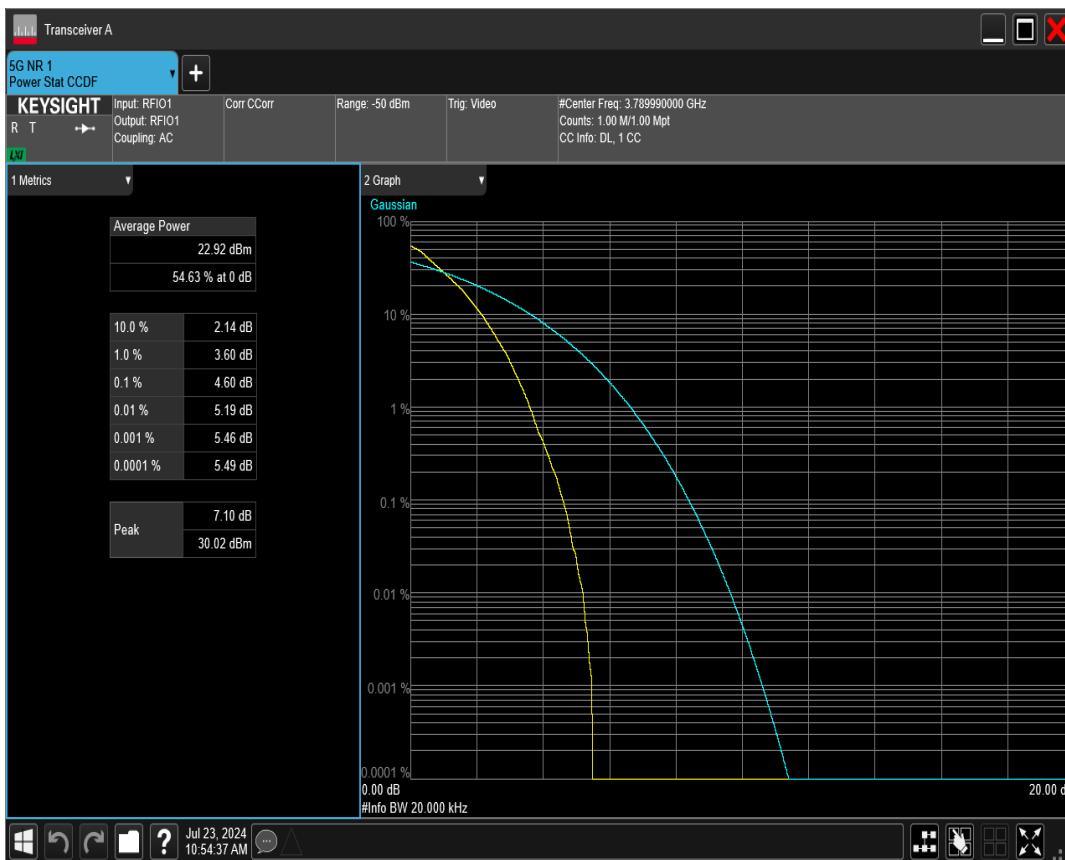 Transceiver A
5G NR 1
Power Stat CCDF
KEYSIGHT
R T
LXI
Input: RFIO1
Output: RFIO1
Coupling: AC
Corr CCorr
Range: -50 dBm
Trig: Video
#Center Freq: 3.789990000 GHz
Counts: 1.00 M/1.00 Mpt
CC Info: DL, 1 CC
1 Metrics
Average Power
22.92 dBm
54.63 % at 0 dB
10.0 % 2.14 dB
1.0 % 3.60 dB
0.1 % 4.60 dB
0.01 % 5.19 dB
0.001 % 5.46 dB
0.0001 % 5.49 dB
Peak 7.10 dB
30.02 dBm
2 Graph
Gaussian
100 %
10 %
1 %
0.1 %
0.01 %
0.001 %
0.0001 %
0.00 dB 20.00 d
#Info BW 20.000 kHz
Jul 23, 2024
10:54:37 AM